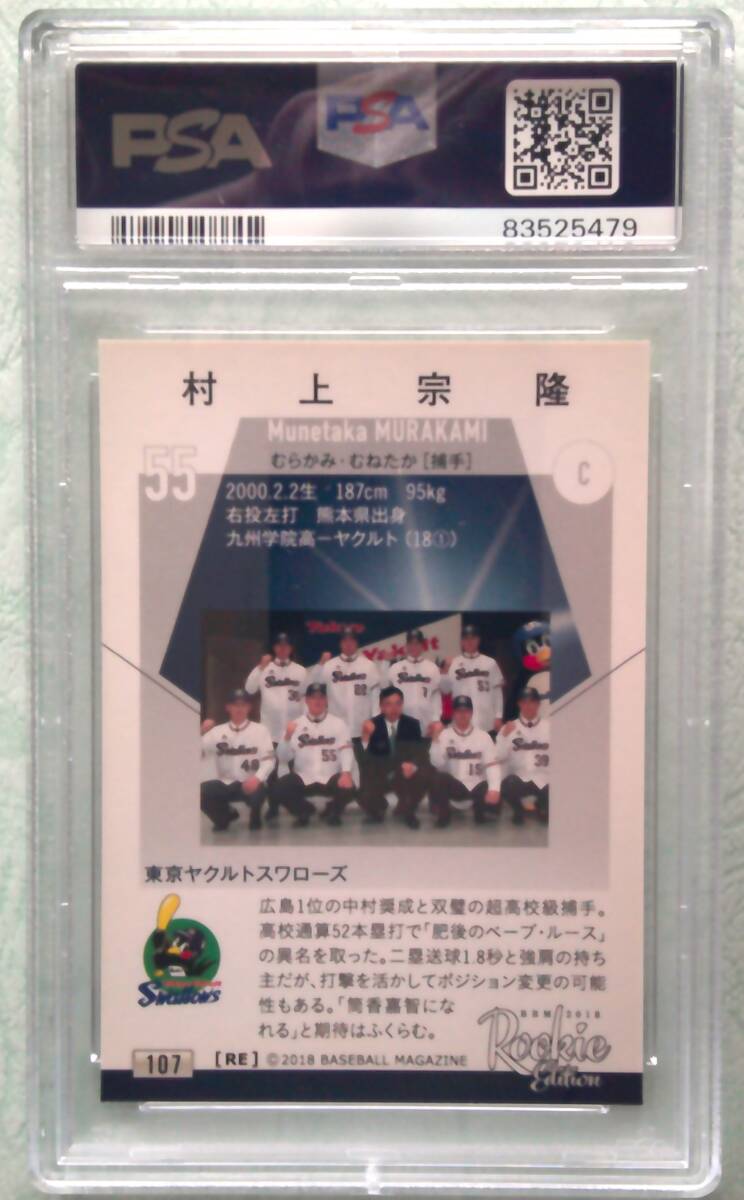 PSA
PSA
83525479
村上宗隆
Munetaka MURAKAMI
55
むらかみ・むねたか [捕手]
C
2000.2.2生 187cm 95kg
右投左打 熊本県出身
九州学院高ーヤクルト (18①)
Yakult
東京ヤクルトスワローズ
広島1位の中村奨成と双璧の超高校級捕手。
高校通算52本塁打で「肥後のベーブ・ルース」
の異名を取った。二塁送球1.8秒と強肩の持ち
主だが、打撃を活かしてポジション変更の可能
性もある。「筒香嘉智にな
れる」と期待はふくらむ。
Swallows
BBM 2018
Rookie
Edition
107
[RE] ©2018 BASEBALL MAGAZINE